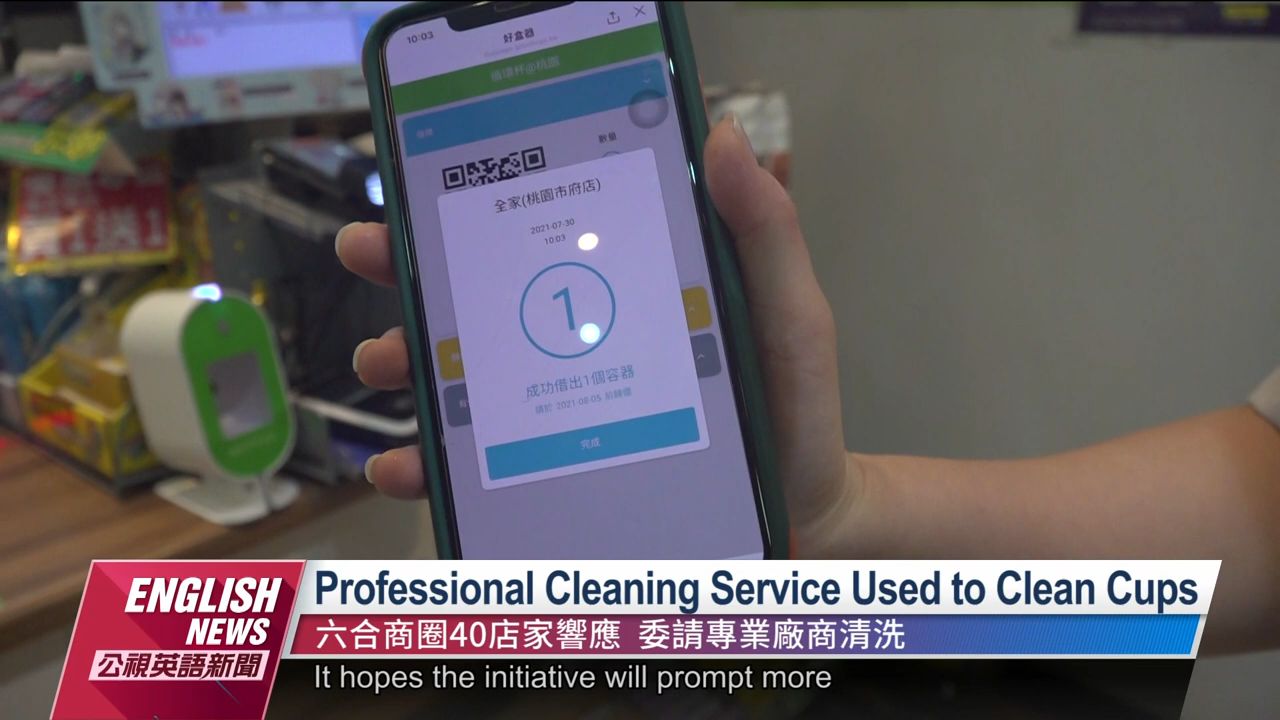 10:03
好盒器
循環杯@桃園
數量
全家(桃園市府店)
2021-07-30
10:03
1
成功借出1個容器
請於 2021-08-05 前歸還
完成
ENGLISH NEWS
公視英語新聞
Professional Cleaning Service Used to Clean Cups
六合商圈40店家響應 委請專業廠商清洗
It hopes the initiative will prompt more